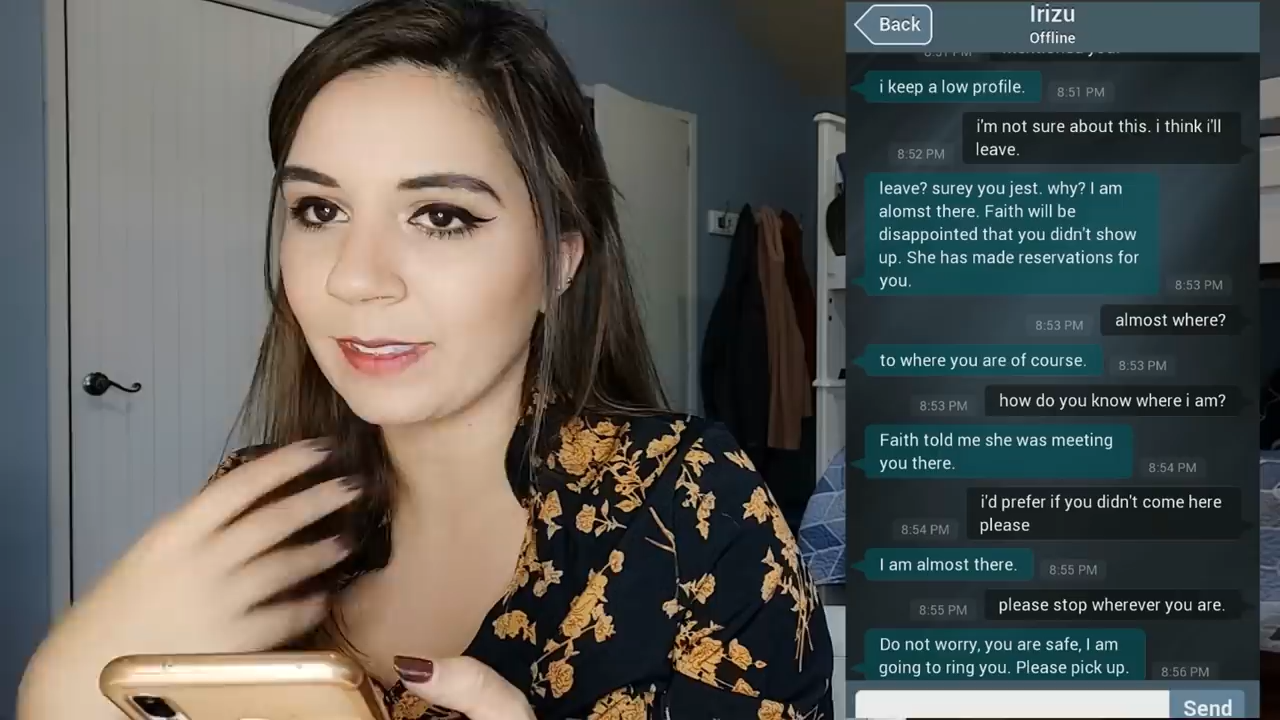 Back
Irizu
Offline
8:51 PM
mentioned you.
i keep a low profile.
8:51 PM
i'm not sure about this. i think i'll
leave.
8:52 PM
leave? surey you jest. why? I am
alomst there. Faith will be
disappointed that you didn't show
up. She has made reservations for
you.
8:53 PM
almost where?
8:53 PM
to where you are of course.
8:53 PM
how do you know where i am?
8:53 PM
Faith told me she was meeting
you there.
8:54 PM
i'd prefer if you didn't come here
please
8:54 PM
I am almost there.
8:55 PM
please stop wherever you are.
8:55 PM
Do not worry, you are safe, I am
going to ring you. Please pick up.
8:56 PM
Send